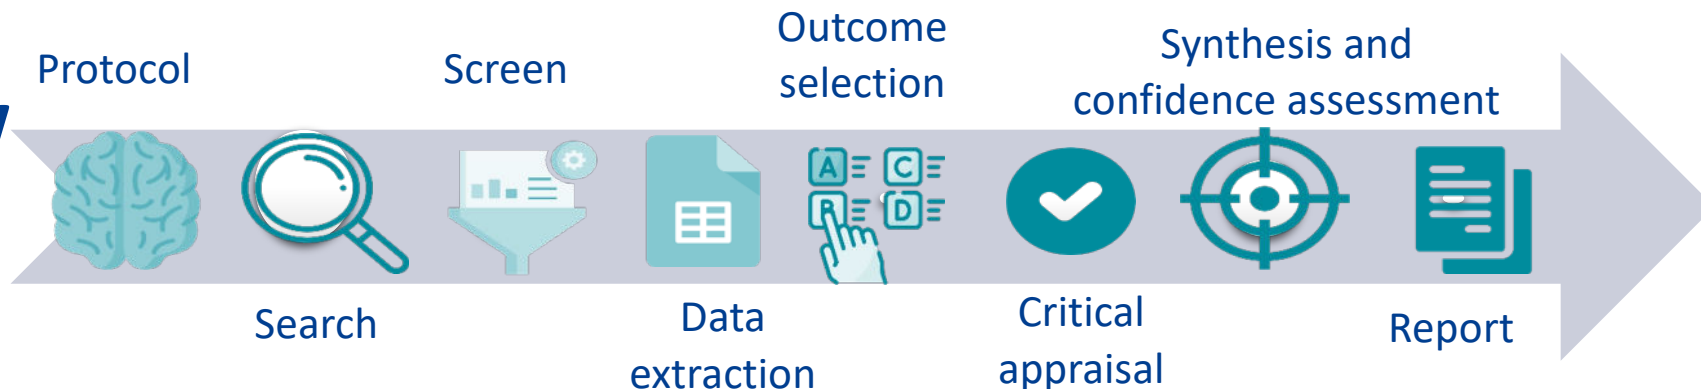 Protocol
Search
Screen
Data
extraction
Outcome
selection
A
C
B
D
Critical
appraisal
Synthesis and
confidence assessment
Report